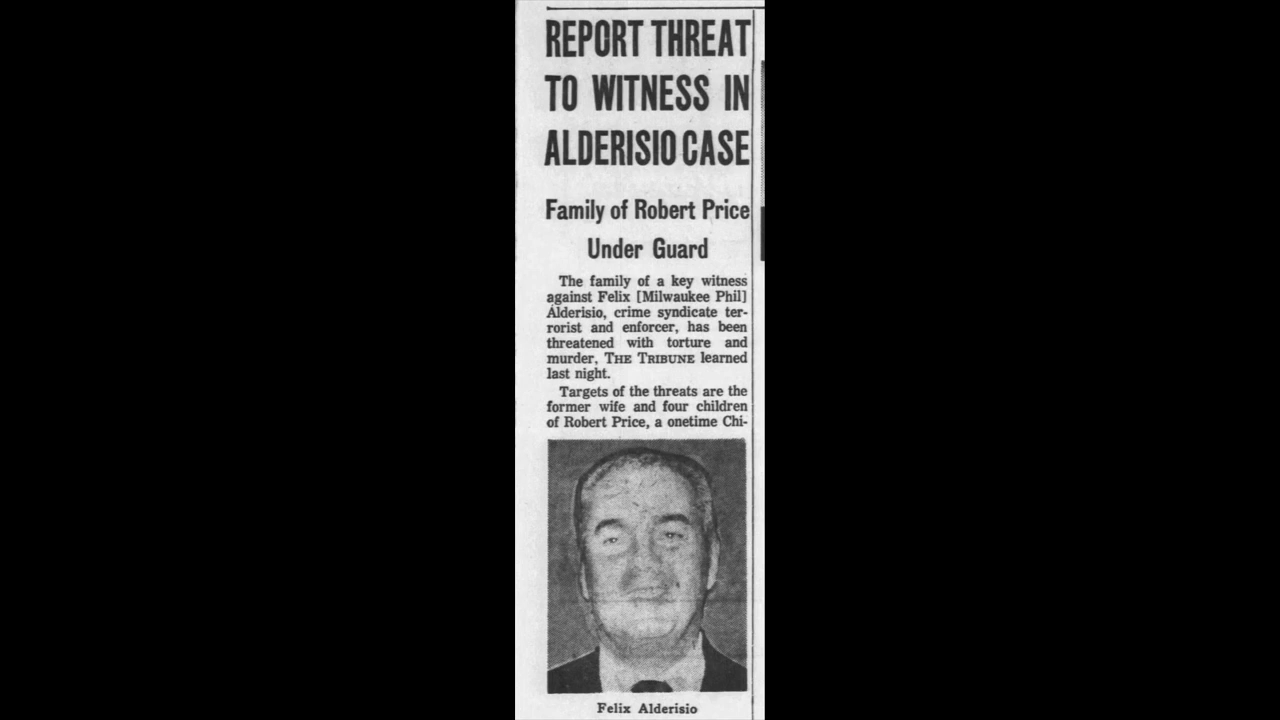 REPORT THREAT
TO WITNESS IN
ALDERISIO CASE
Family of Robert Price
Under Guard
The family of a key witness
against Felix [Milwaukee Phil]
Alderisio, crime syndicate ter-
rorist and enforcer, has been
threatened with torture and
murder, THE TRIBUNE learned
last night.
Targets of the threats are the
former wife and four children
of Robert Price, a onetime Chi-
Felix Alderisio